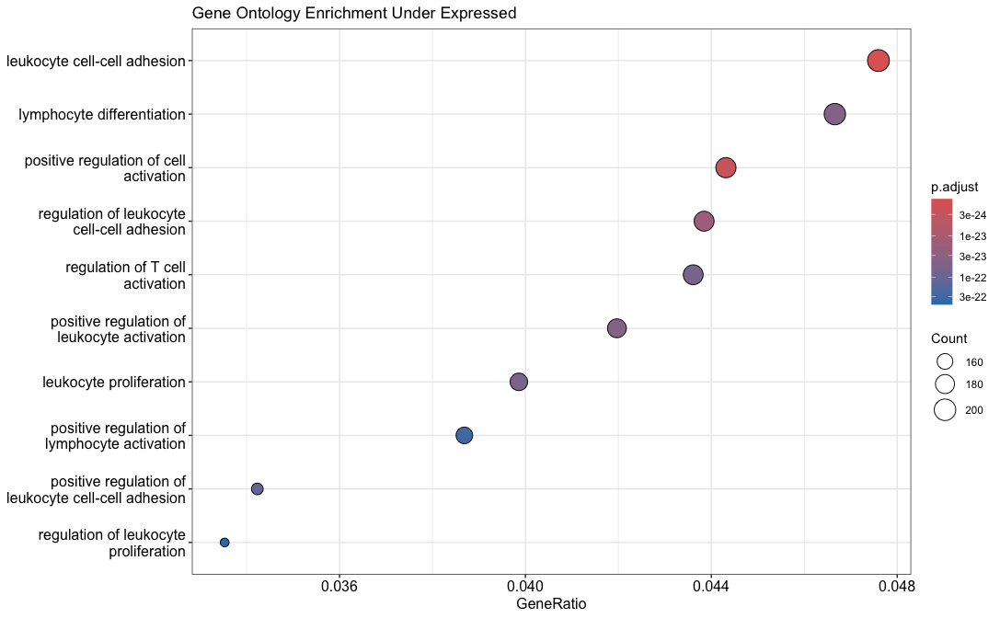 Gene Ontology Enrichment Under Expressed
leukocyte cell-cell adhesion
lymphocyte differentiation
positive regulation of cell
activation
regulation of leukocyte
cell-cell adhesion
regulation of T cell
activation
positive regulation of
leukocyte activation
leukocyte proliferation
positive regulation of
lymphocyte activation
positive regulation of
leukocyte cell-cell adhesion
regulation of leukocyte
proliferation
0.036
0.040
0.044
0.048
GeneRatio
p.adjust
3e-24
1e-23
3e-23
1e-22
3e-22
Count
160
180
200